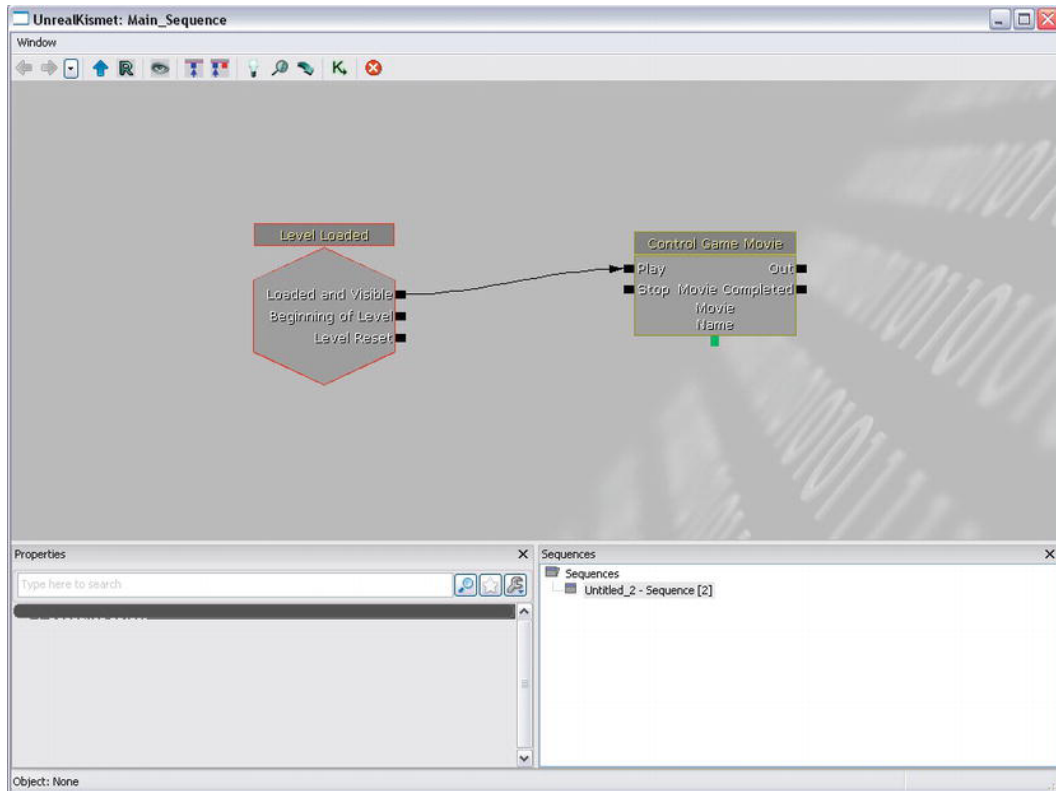 UnrealKismet: Main_Sequence
Window
Level Loaded
Loaded and Visible
Beginning of Level
Level Reset
Control Game Movie
Play Out
Stop Movie Completed
Movie
Name
Properties
Type here to search
Sequences
Sequences
Untitled_2 - Sequence [2]
Object: None